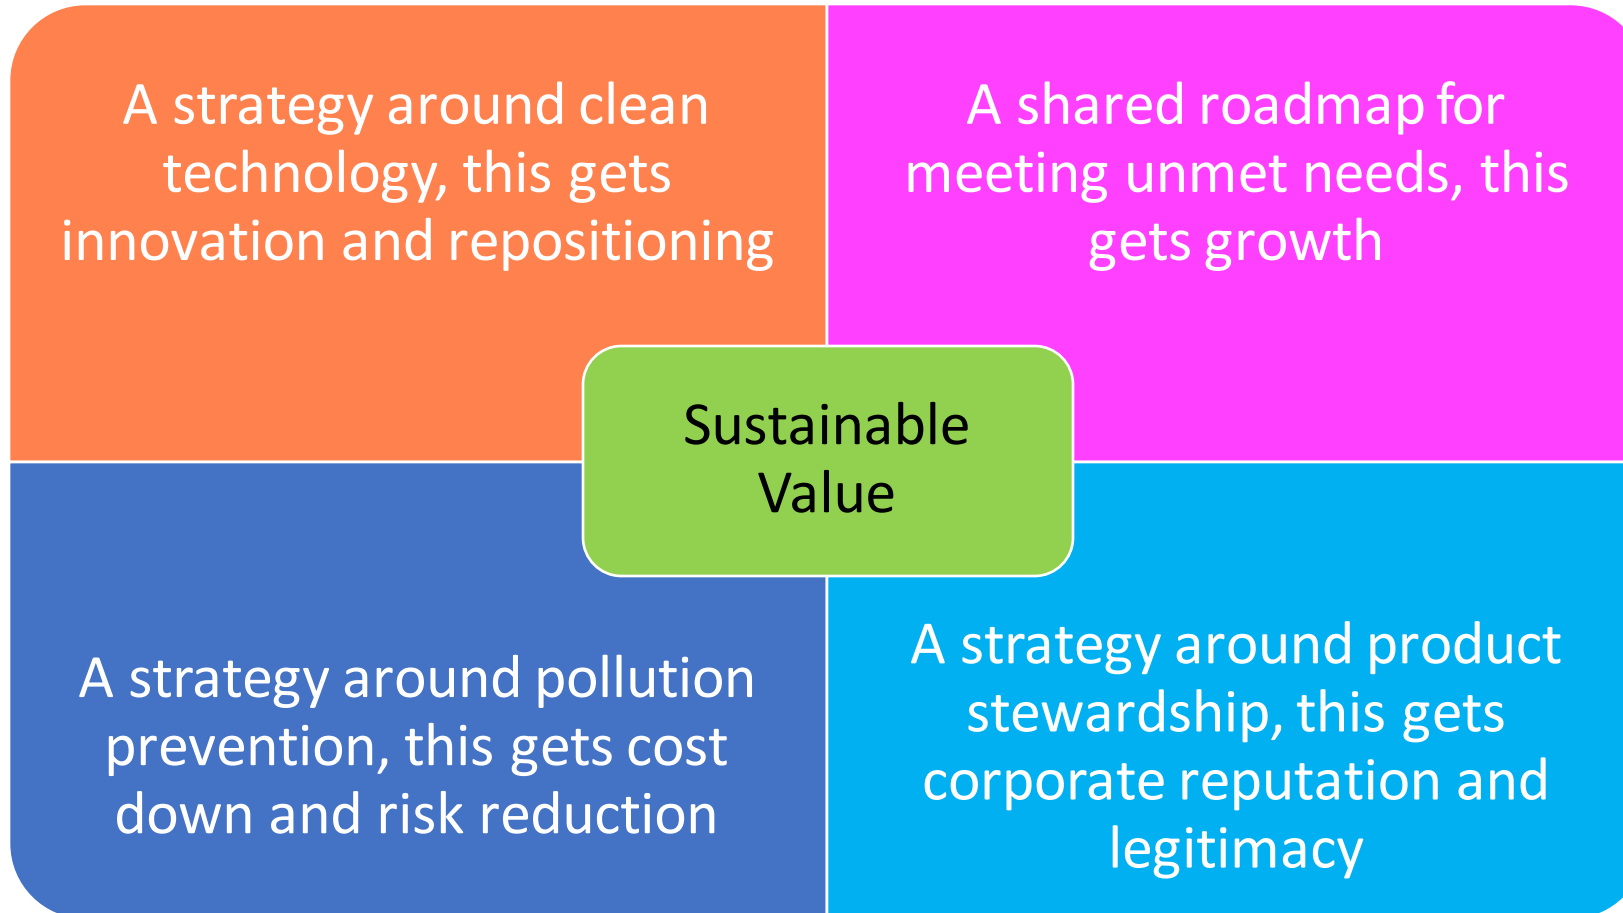 A strategy around clean
technology, this gets
innovation and repositioning
A shared roadmap for
meeting unmet needs, this
gets growth
Sustainable
Value
A strategy around pollution
prevention, this gets cost
down and risk reduction
A strategy around product
stewardship, this gets
corporate reputation and
legitimacy